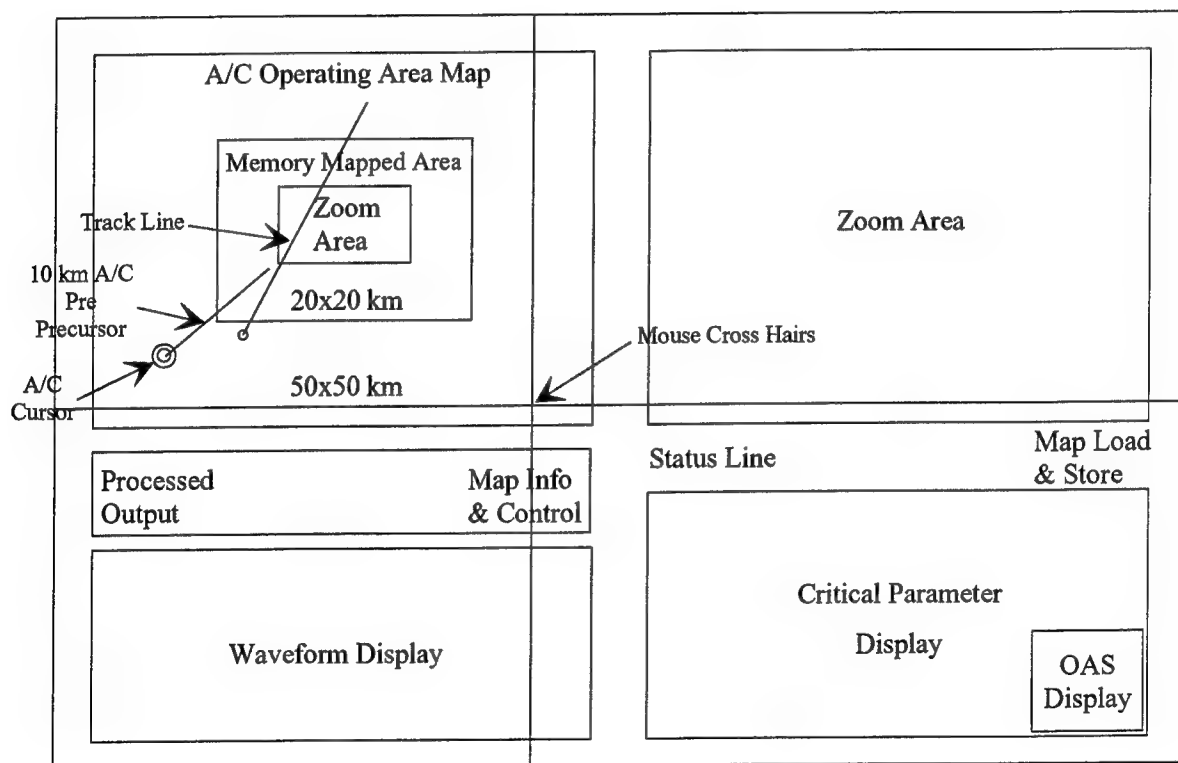 A/C Operating Area Map
Memory Mapped Area
Zoom
Area
Track Line
10 km A/C
Pre
Precursor
20x20 km
A/C
Cursor
50x50 km
Zoom Area
Mouse Cross Hairs
Processed
Output
Map Info
& Control
Status Line
Map Load
& Store
Waveform Display
Critical Parameter
Display
OAS
Display